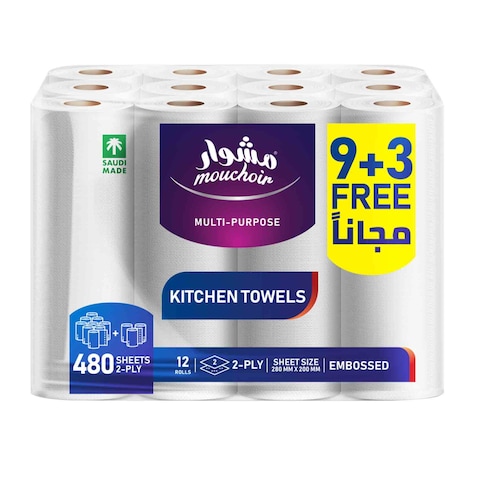 مشوار
mouchoir
MULTI-PURPOSE
9+3
FREE
مجاناً
SAUDI
MADE
KITCHEN TOWELS
480 SHEETS
2-PLY
12
ROLLS
2
2-PLY
SHEET SIZE
280 MM X 200 MM
EMBOSSED